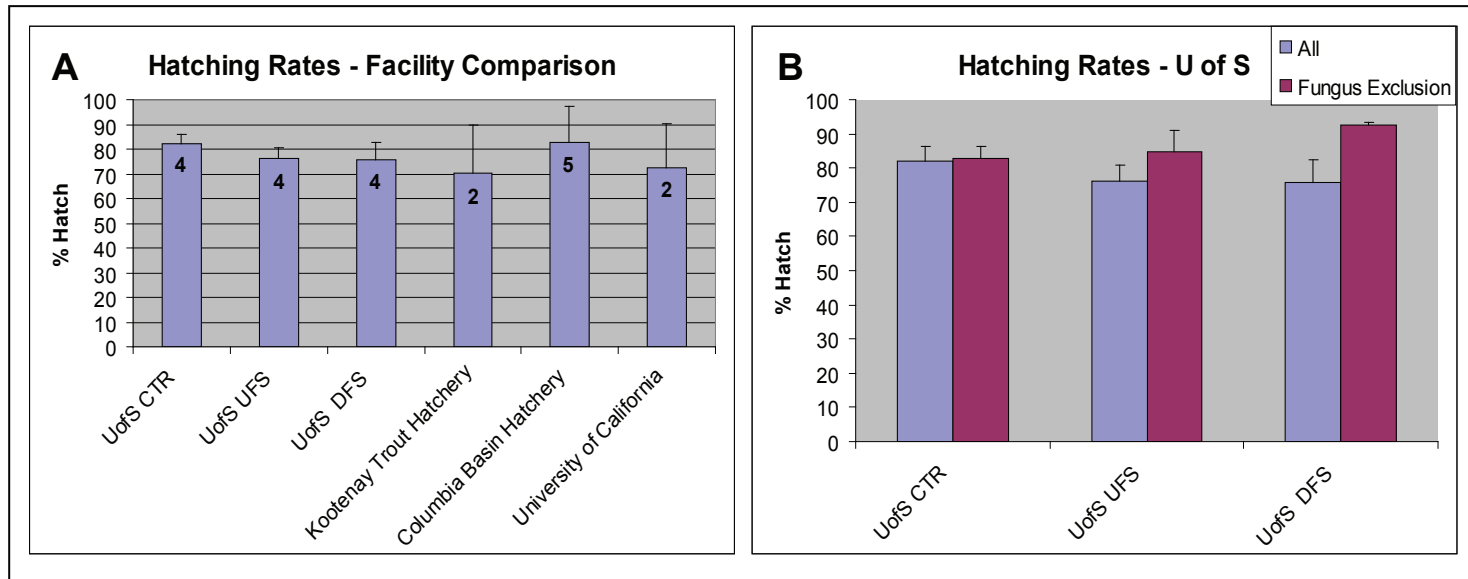 A
Hatching Rates - Facility Comparison
% Hatch
100
90
80
70
60
50
40
30
20
10
0
4
4
4
2
5
2
UofS CTR
UofS UFS
UofS DFS
Kootenay Trout Hatchery
Columbia Basin Hatchery
University of California
B
Hatching Rates - U of S
All
Fungus Exclusion
% Hatch
100
90
80
70
60
50
40
30
20
10
0
UofS CTR
UofS UFS
UofS DFS